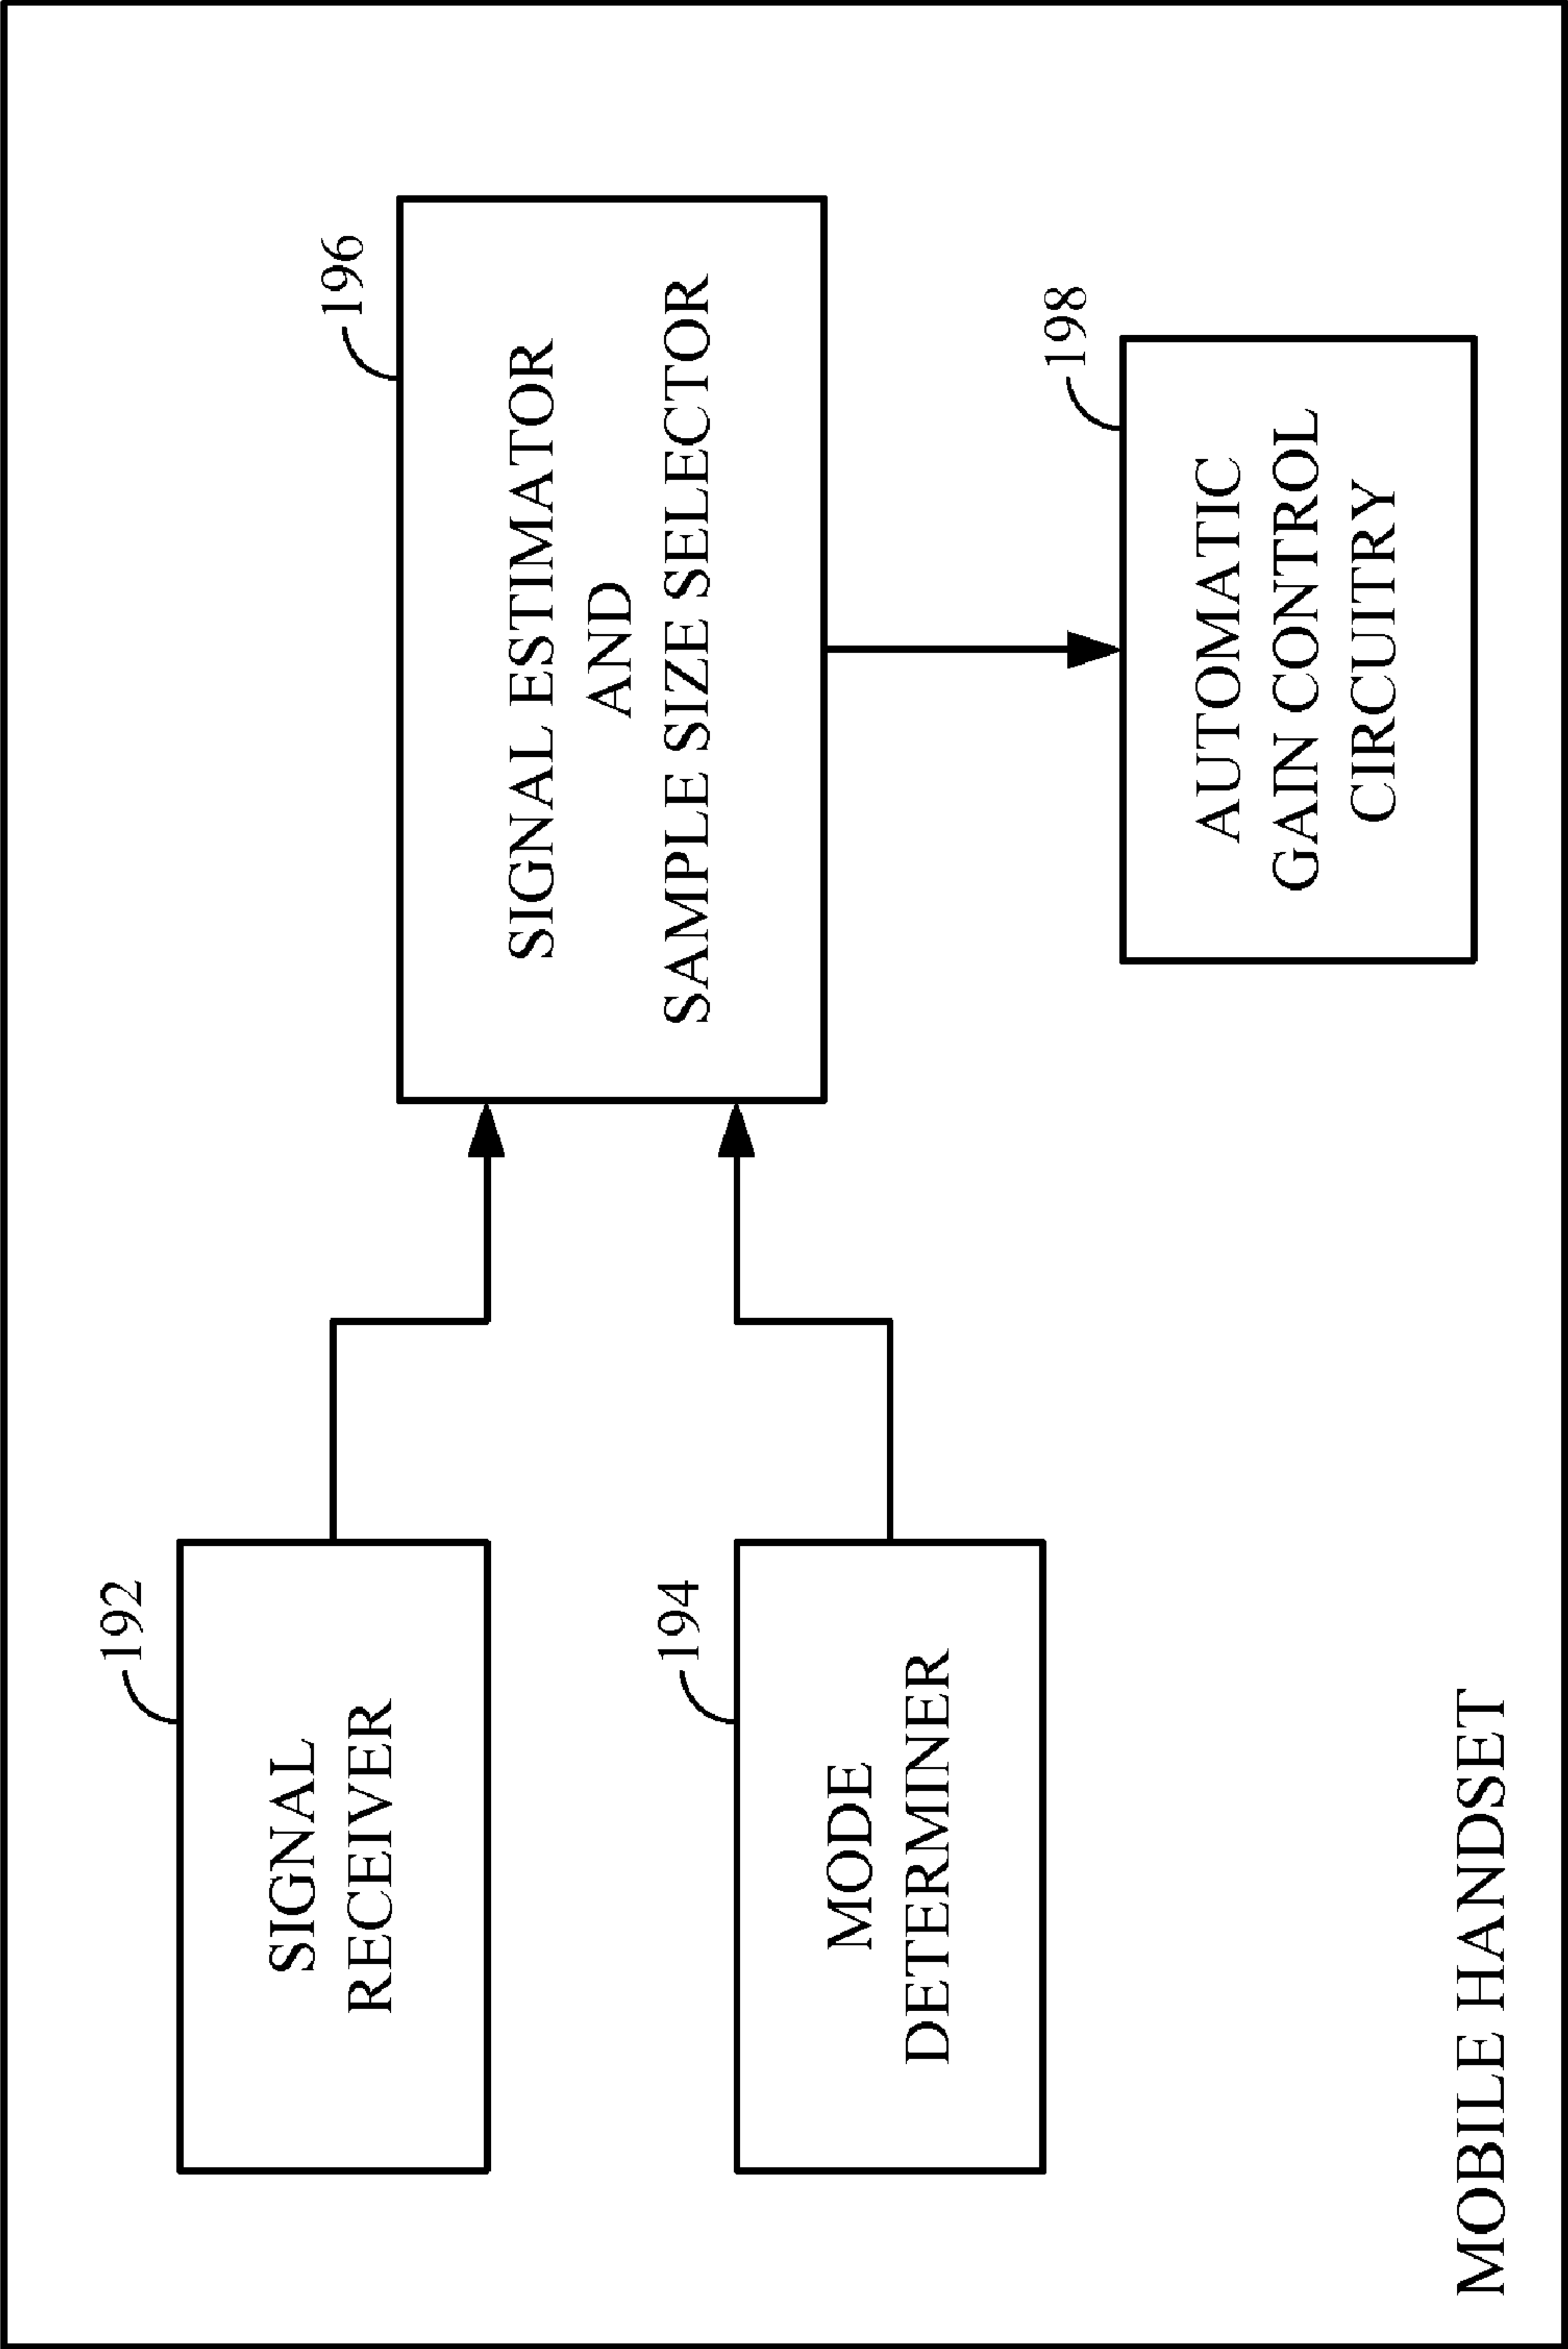 192
SIGNAL
RECEIVER
194
MODE
DETERMINER
196
SIGNAL ESTIMATOR
AND
SAMPLE SIZE SELECTOR
198
AUTOMATIC
GAIN CONTROL
CIRCUITRY
MOBILE HANDSET